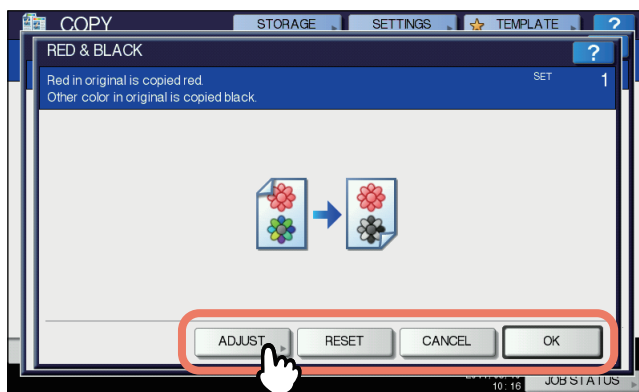 COPY STORAGE SETTINGS TEMPLATE ?
RED & BLACK ?
Red in original is copied red. SET 1
Other color in original is copied black.
ADJUST RESET CANCEL OK
10:16 JOB STATUS